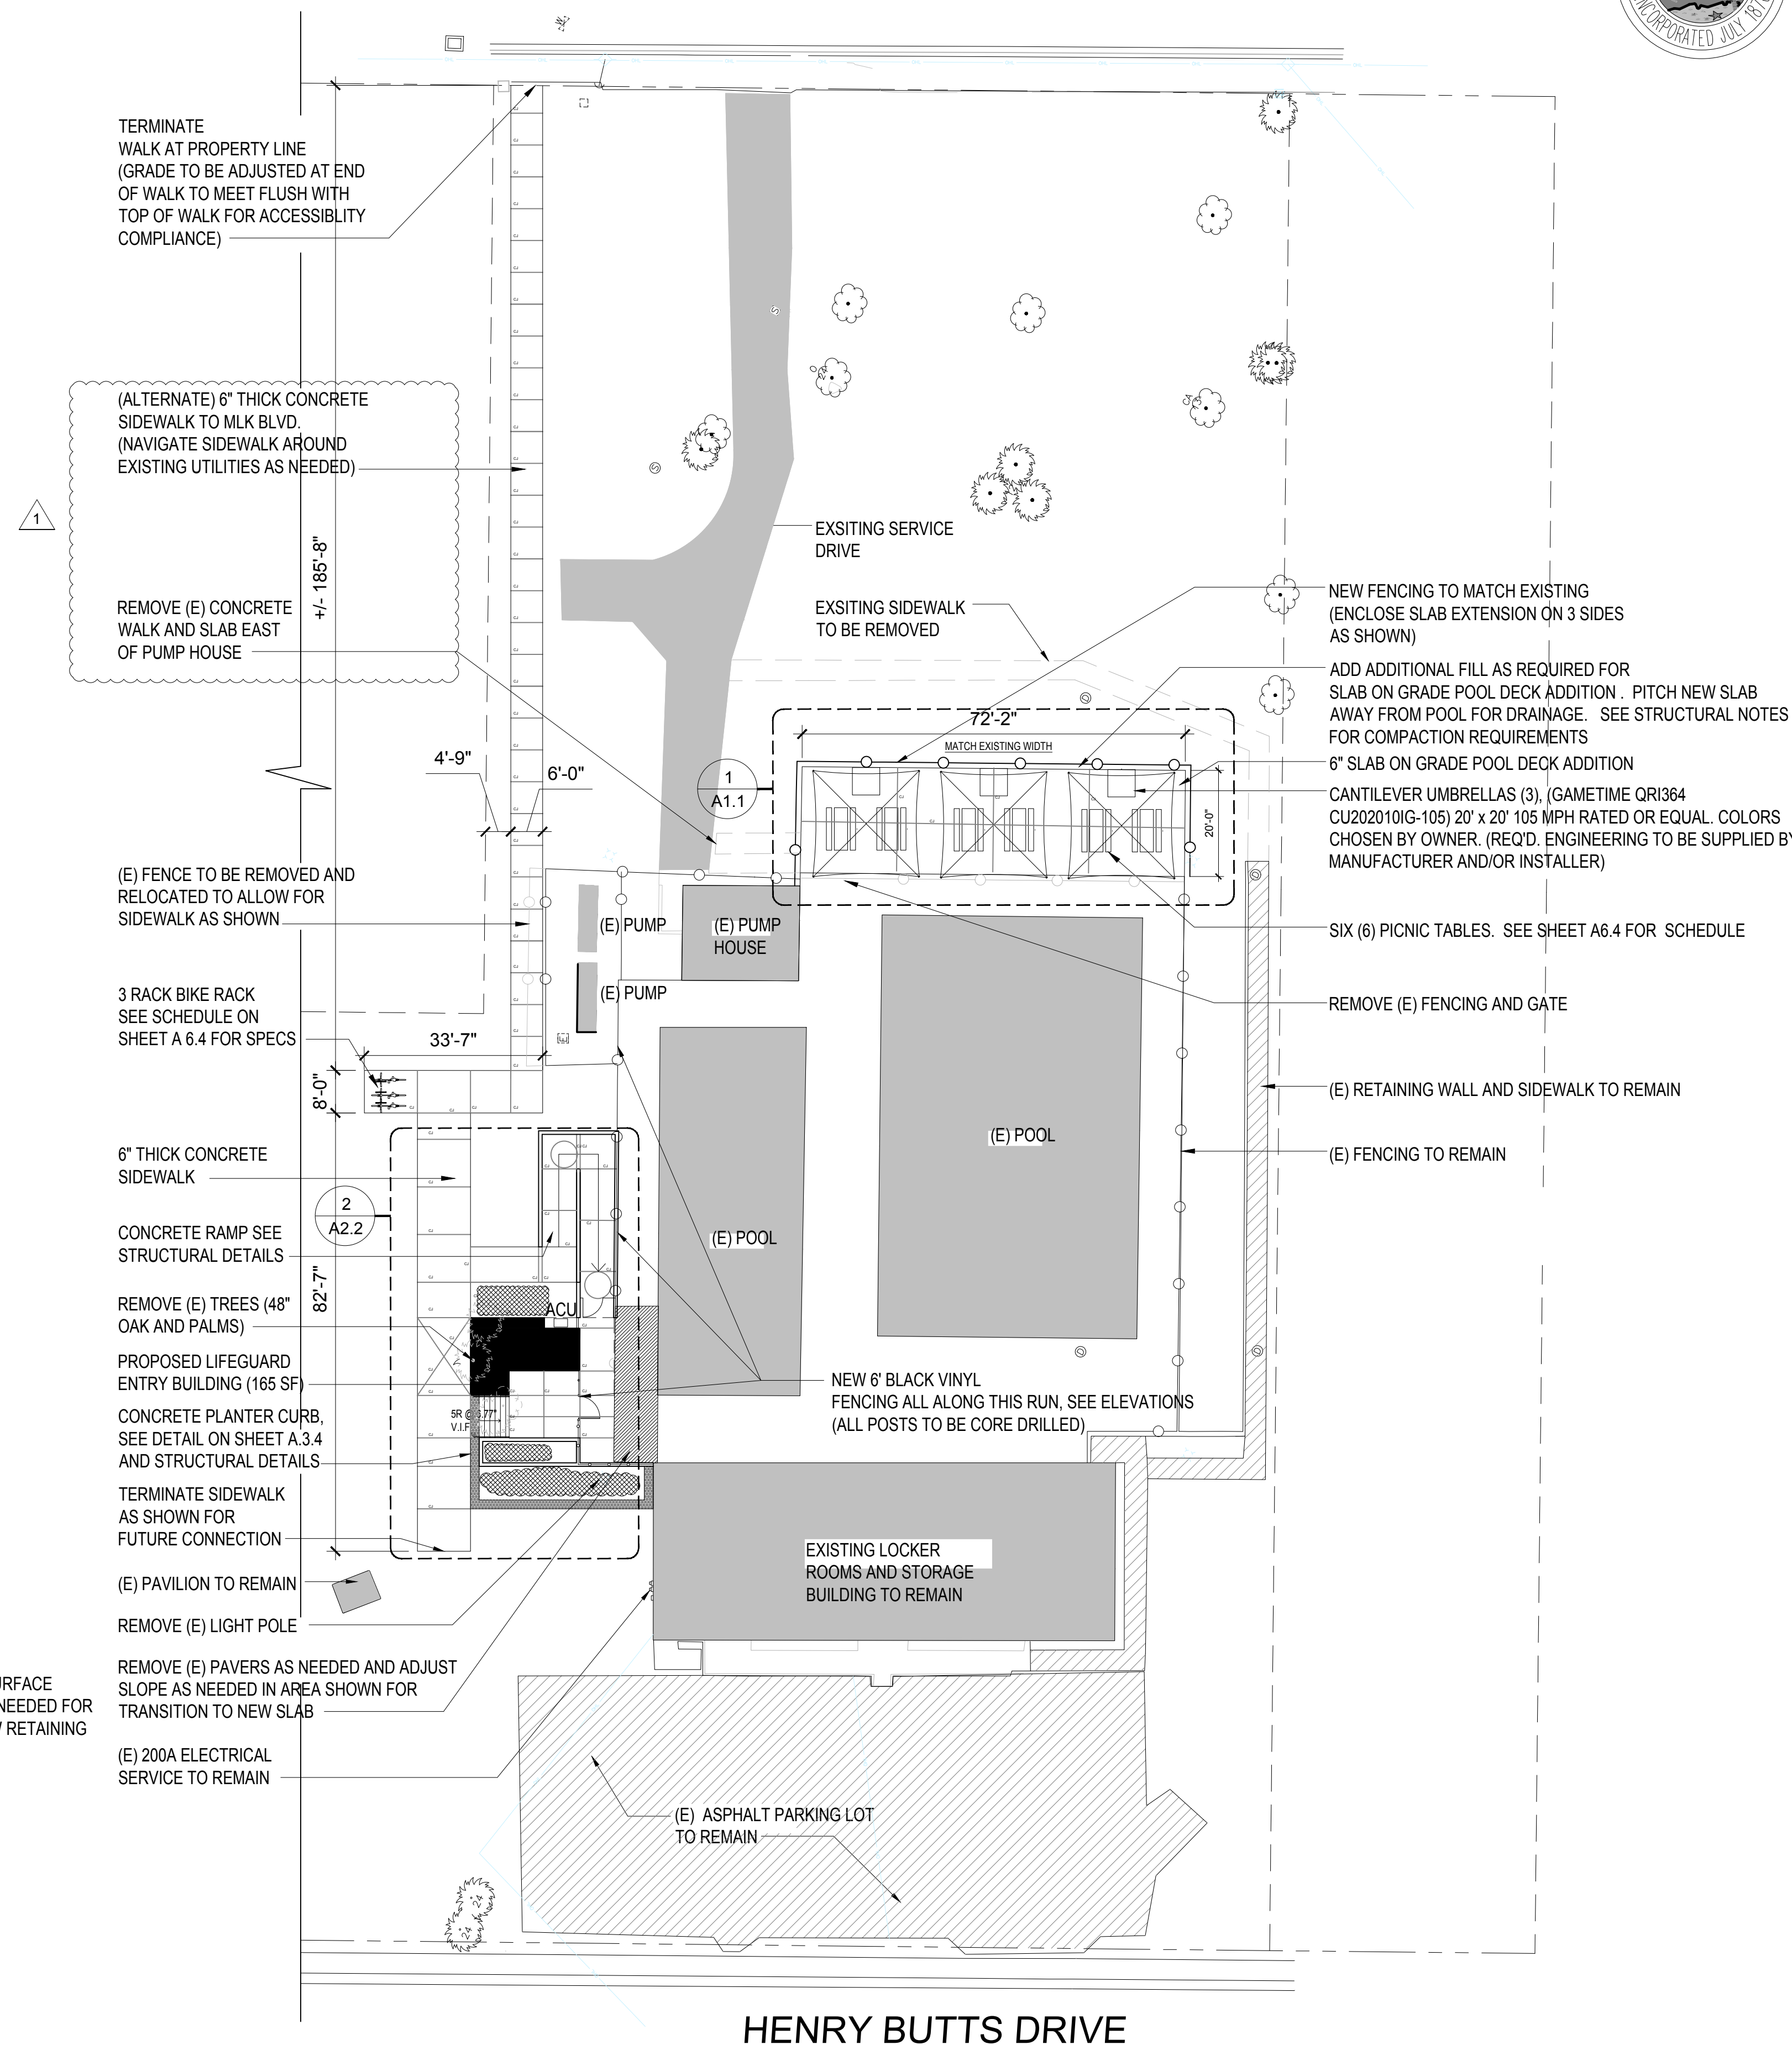 INCORPORATED JULY 187
TERMINATE
WALK AT PROPERTY LINE
(GRADE TO BE ADJUSTED AT END
OF WALK TO MEET FLUSH WITH
TOP OF WALK FOR ACCESSIBLITY
COMPLIANCE)
(ALTERNATE) 6" THICK CONCRETE
SIDEWALK TO MLK BLVD.
(NAVIGATE SIDEWALK AROUND
EXISTING UTILITIES AS NEEDED)
1
+/- 185'-8"
REMOVE (E) CONCRETE
WALK AND SLAB EAST
OF PUMP HOUSE
EXSITING SERVICE
DRIVE
EXSITING SIDEWALK
TO BE REMOVED
NEW FENCING TO MATCH EXISTING
(ENCLOSE SLAB EXTENSION ON 3 SIDES
AS SHOWN)
ADD ADDITIONAL FILL AS REQUIRED FOR
SLAB ON GRADE POOL DECK ADDITION . PITCH NEW SLAB
AWAY FROM POOL FOR DRAINAGE. SEE STRUCTURAL NOTES
FOR COMPACTION REQUIREMENTS
72'-2"
MATCH EXISTING WIDTH
4'-9"
6'-0"
1
A1.1
20'-0"
6" SLAB ON GRADE POOL DECK ADDITION
CANTILEVER UMBRELLAS (3), (GAMETIME QRI364
CU202010IG-105) 20' x 20' 105 MPH RATED OR EQUAL. COLORS
CHOSEN BY OWNER. (REQ'D. ENGINEERING TO BE SUPPLIED BY
MANUFACTURER AND/OR INSTALLER)
(E) FENCE TO BE REMOVED AND
RELOCATED TO ALLOW FOR
SIDEWALK AS SHOWN
(E) PUMP
(E) PUMP
HOUSE
SIX (6) PICNIC TABLES. SEE SHEET A6.4 FOR SCHEDULE
3 RACK BIKE RACK
SEE SCHEDULE ON
SHEET A 6.4 FOR SPECS
(E) PUMP
REMOVE (E) FENCING AND GATE
33'-7"
8'-0"
(E) RETAINING WALL AND SIDEWALK TO REMAIN
(E) POOL
(E) FENCING TO REMAIN
6" THICK CONCRETE
SIDEWALK
2
A2.2
CONCRETE RAMP SEE
STRUCTURAL DETAILS
(E) POOL
82'-7"
REMOVE (E) TREES (48"
OAK AND PALMS)
ACU
PROPOSED LIFEGUARD
ENTRY BUILDING (165 SF)
NEW 6' BLACK VINYL
FENCING ALL ALONG THIS RUN, SEE ELEVATIONS
(ALL POSTS TO BE CORE DRILLED)
CONCRETE PLANTER CURB,
SEE DETAIL ON SHEET A.3.4
AND STRUCTURAL DETAILS
5R @ 6.77"
V.I.F.
TERMINATE SIDEWALK
AS SHOWN FOR
FUTURE CONNECTION
EXISTING LOCKER
ROOMS AND STORAGE
BUILDING TO REMAIN
(E) PAVILION TO REMAIN
REMOVE (E) LIGHT POLE
REMOVE (E) PAVERS AS NEEDED AND ADJUST
SLOPE AS NEEDED IN AREA SHOWN FOR
TRANSITION TO NEW SLAB
RFACE
NEEDED FOR
RETAINING
(E) 200A ELECTRICAL
SERVICE TO REMAIN
(E) ASPHALT PARKING LOT
TO REMAIN
24
24
HENRY BUTTS DRIVE